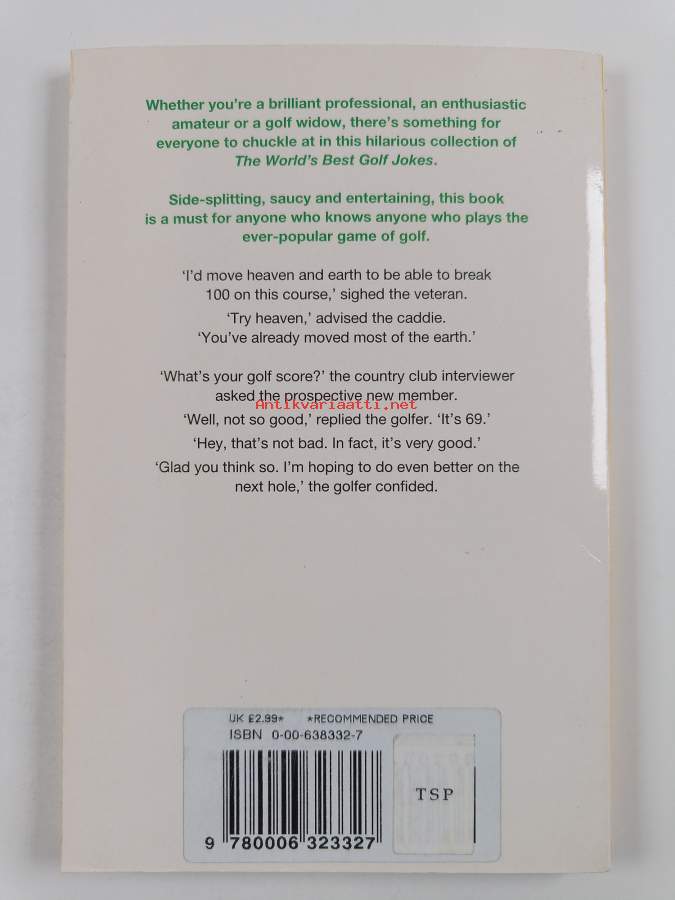 Whether you're a brilliant professional, an enthusiastic
amateur or a golf widow, there's something for
everyone to chuckle at in this hilarious collection of
The World's Best Golf Jokes.
Side-splitting, saucy and entertaining, this book
is a must for anyone who knows anyone who plays the
ever-popular game of golf.
'I'd move heaven and earth to be able to break
100 on this course,' sighed the veteran.
'Try heaven,' advised the caddie.
'You've already moved most of the earth.'
'What's your golf score?' the country club interviewer
asked the prospective new member.
Antikvariaatti.net
'Well, not so good,' replied the golfer. 'It's 69.'
'Hey, that's not bad. In fact, it's very good.'
'Glad you think so. I'm hoping to do even better on the
next hole,' the golfer confided.
UK £2.99* *RECOMMENDED PRICE
ISBN 0-00-638332-7
TSP
9 780006 323327